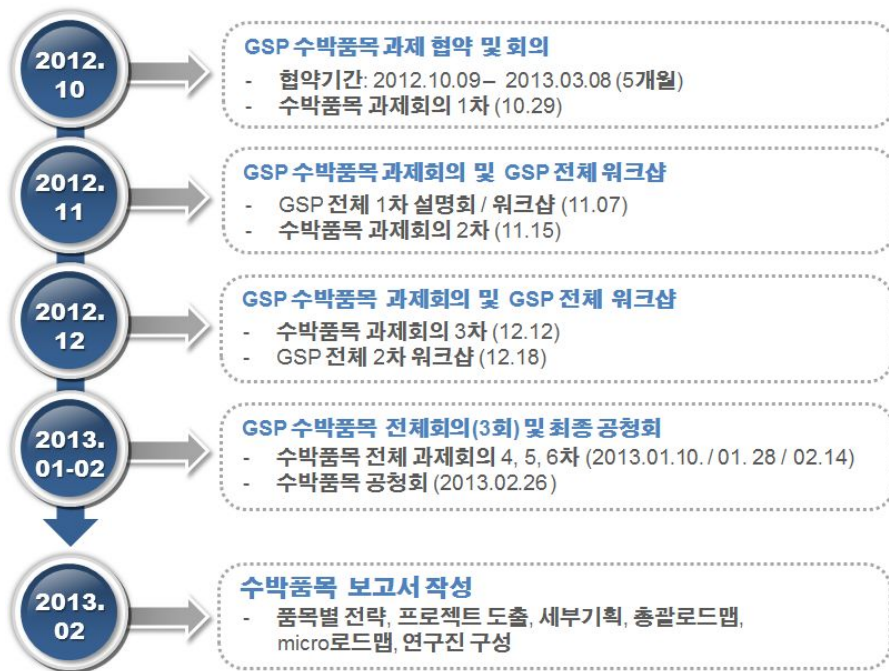 2012.
10
GSP 수박품목 과제 협약 및 회의
- 협약기간: 2012.10.09 – 2013.03.08 (5개월)
- 수박품목 과제회의 1차 (10.29)
2012.
11
GSP 수박품목 과제회의 및 GSP 전체 워크샵
- GSP 전체 1차 설명회 / 워크샵 (11.07)
- 수박품목 과제회의 2차 (11.15)
2012.
12
GSP 수박품목 과제회의 및 GSP 전체 워크샵
- 수박품목 과제회의 3차 (12.12)
- GSP 전체 2차 워크샵 (12.18)
2013.
01-02
GSP 수박품목 전체회의(3회) 및 최종 공청회
- 수박품목 전체 과제회의 4, 5, 6차 (2013.01.10. / 01. 28 / 02.14)
- 수박품목 공청회 (2013.02.26)
2013.
02
수박품목 보고서 작성
- 품목별 전략, 프로젝트 도출, 세부기획, 총괄로드맵,
micro로드맵, 연구진 구성